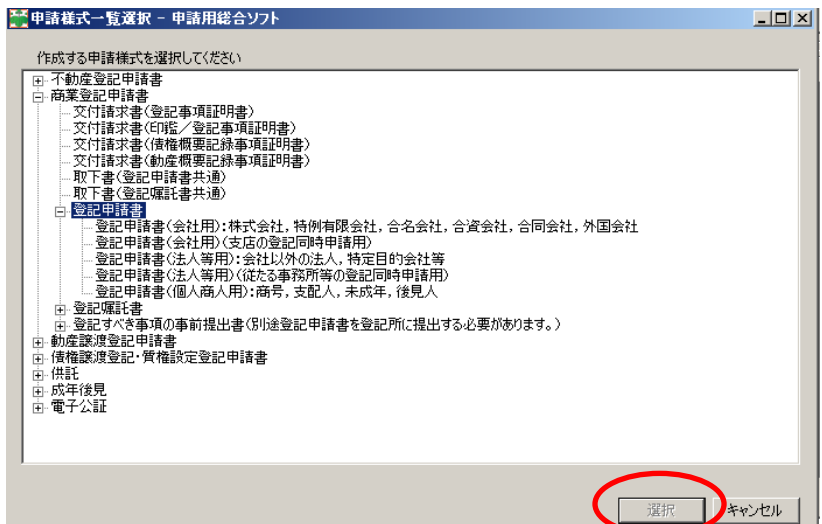 申請様式一覧選択 - 申請用総合ソフト
作成する申請様式を選択してください
不動産登記申請書
商業登記申請書
交付請求書(登記事項証明書)
交付請求書(印鑑/登記事項証明書)
交付請求書(債権概要記録事項証明書)
交付請求書(動産概要記録事項証明書)
取下書(登記申請書共通)
取下書(登記嘱託書共通)
登記申請書
登記申請書(会社用):株式会社,特例有限会社,合名会社,合資会社,合同会社,外国会社
登記申請書(会社用)(支店の登記同時申請用)
登記申請書(法人等用):会社以外の法人,特定目的会社等
登記申請書(法人等用)(従たる事務所等の登記同時申請用)
登記申請書(個人商人用):商号,支配人,未成年,後見人
登記嘱託書
登記すべき事項の事前提出書(別途登記申請書を登記所に提出する必要があります。)
動産譲渡登記申請書
債権譲渡登記・質権設定登記申請書
供託
成年後見
電子公証
選択 キャンセル